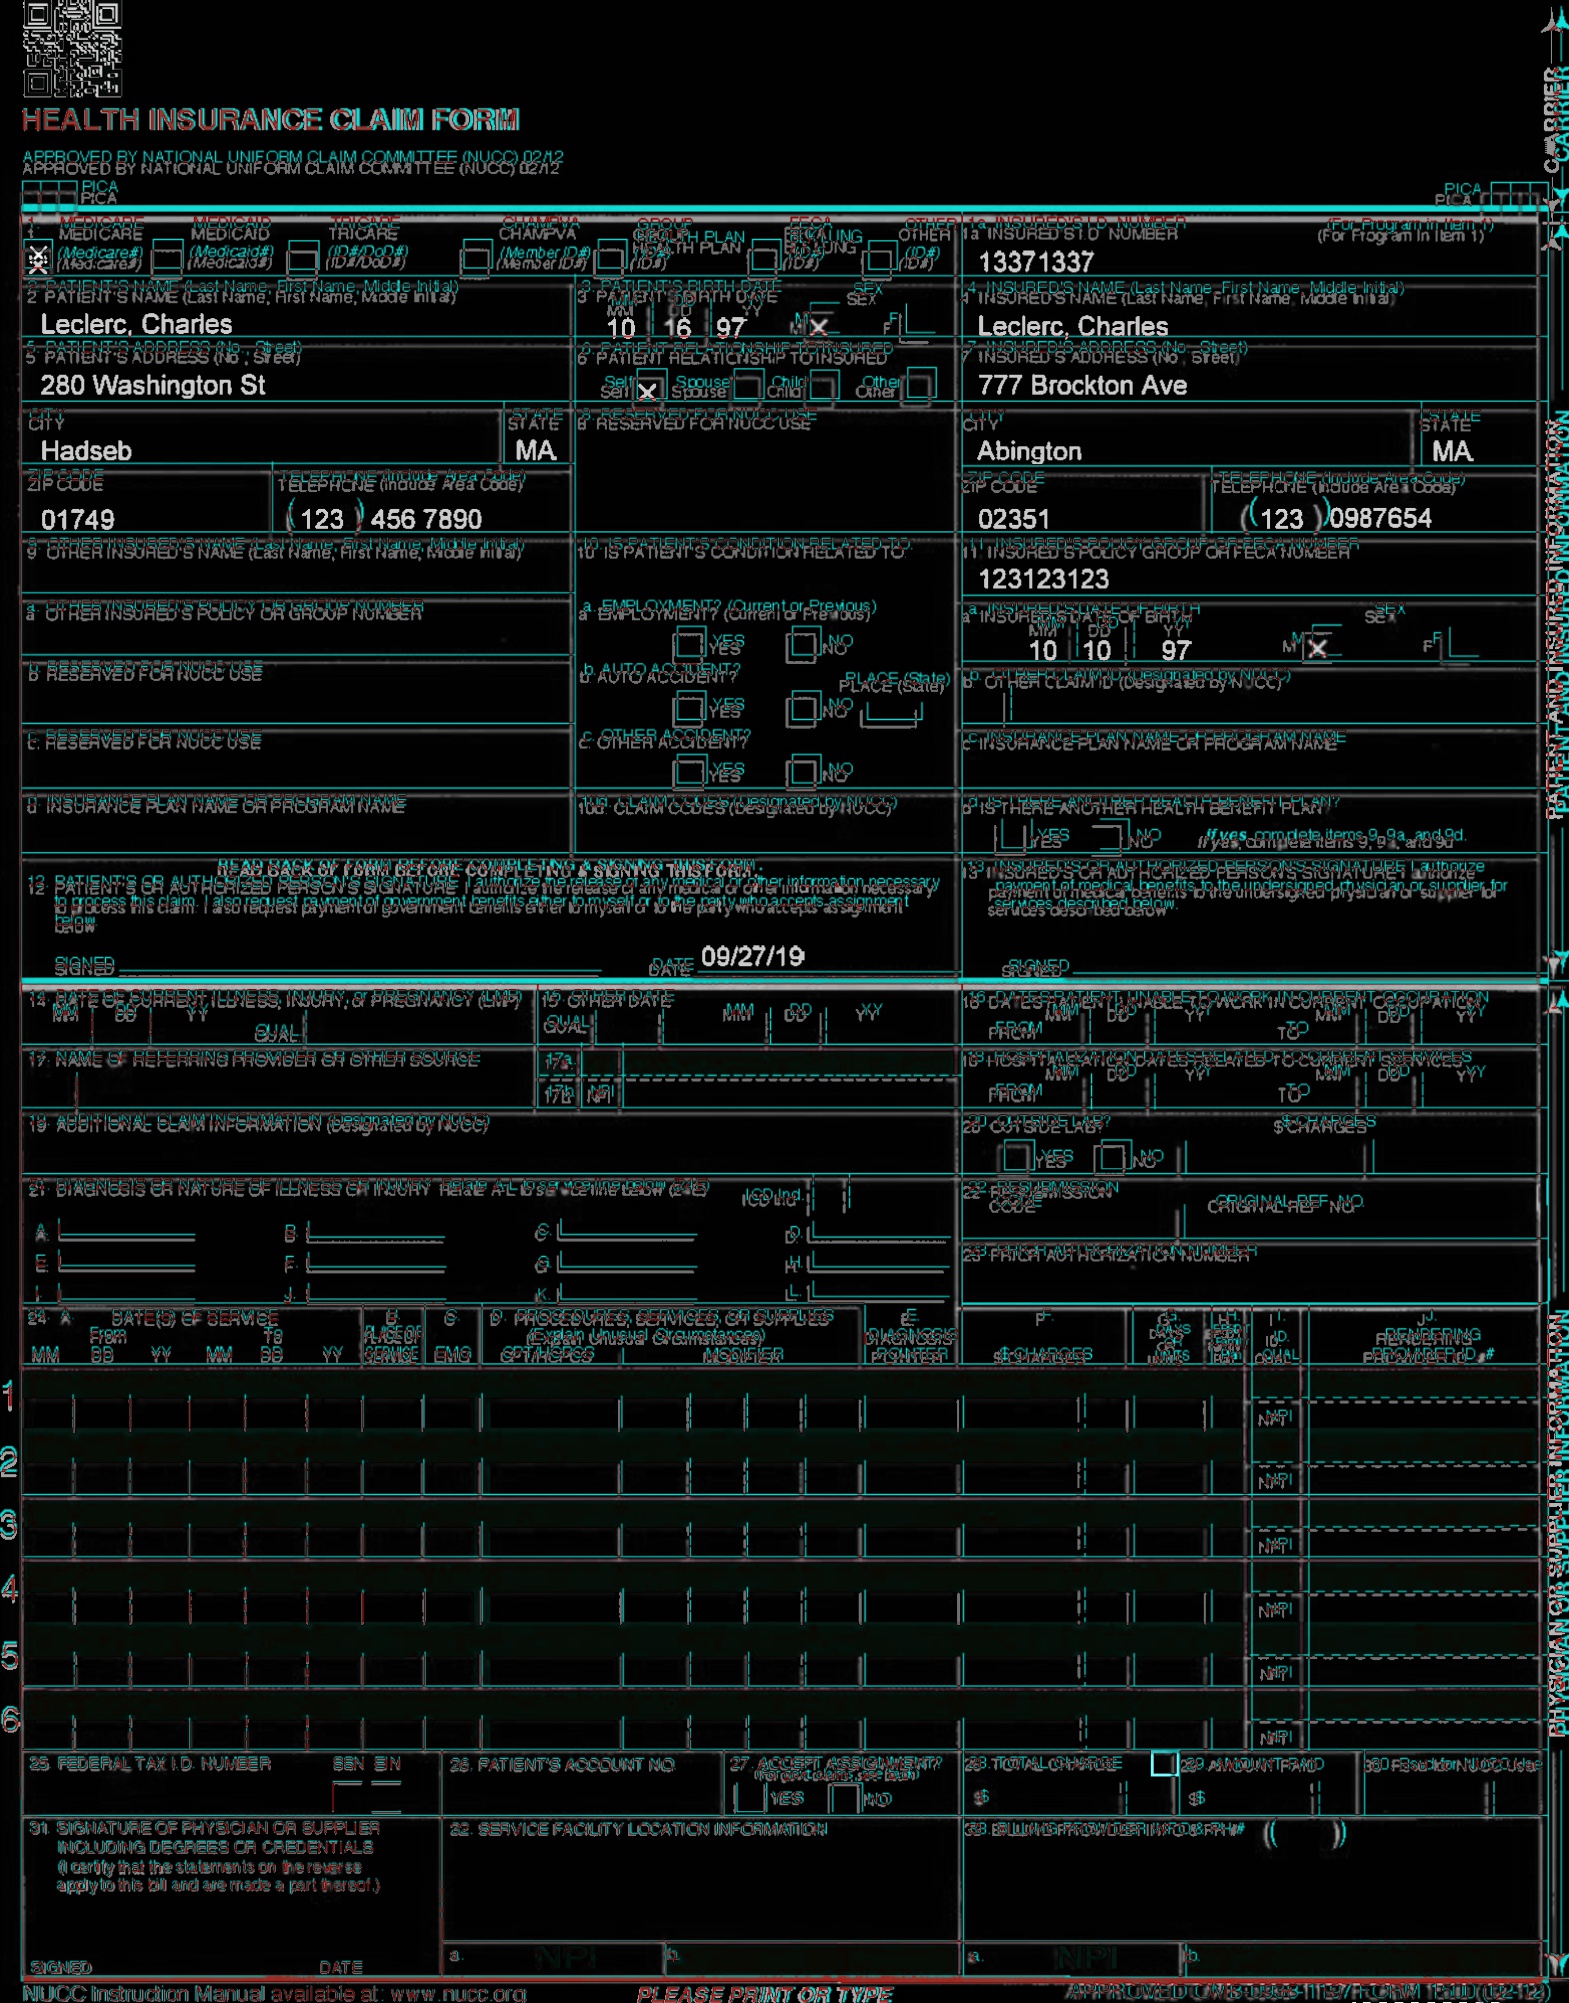 HEALTH INSURANCE CLAIM FORM
APPROVED BY NATIONAL UNIFORM CLAIM COMMITTEE (NUCC) 02/12
PICA PICA
CARRIER
1. MEDICARE MEDICAID TRICARE CHAMPVA GROUP HEALTH PLAN FECA BLK LUNG OTHER
(Medicare#) (Medicaid#) (ID#/DoD#) (Member ID#) (ID#) (ID#) (ID#)
1a. INSURED'S I.D. NUMBER (For Program in Item 1)
13371337
2. PATIENT'S NAME (Last Name, First Name, Middle Initial)
Leclerc, Charles
3. PATIENT'S BIRTH DATE SEX
MM DD YY
10 16 97 M X F
4. INSURED'S NAME (Last Name, First Name, Middle Initial)
Leclerc, Charles
5. PATIENT'S ADDRESS (No., Street)
280 Washington St
6. PATIENT RELATIONSHIP TO INSURED
Self X Spouse Child Other
7. INSURED'S ADDRESS (No., Street)
777 Brockton Ave
CITY STATE
Hadseb MA
8. RESERVED FOR NUCC USE
CITY STATE
Abington MA
ZIP CODE TELEPHONE (Include Area Code)
01749 (123) 456 7890
ZIP CODE TELEPHONE (Include Area Code)
02351 (123) 0987654
9. OTHER INSURED'S NAME (Last Name, First Name, Middle Initial)
10. IS PATIENT'S CONDITION RELATED TO:
11. INSURED'S POLICY GROUP OR FECA NUMBER
123123123
a. OTHER INSURED'S POLICY OR GROUP NUMBER
a. EMPLOYMENT? (Current or Previous)
YES NO
a. INSURED'S DATE OF BIRTH SEX
MM DD YY
10 10 97 M X F
b. RESERVED FOR NUCC USE
b. AUTO ACCIDENT? PLACE (State)
YES NO
b. OTHER CLAIM ID (Designated by NUCC)
c. RESERVED FOR NUCC USE
c. OTHER ACCIDENT?
YES NO
c. INSURANCE PLAN NAME OR PROGRAM NAME
d. INSURANCE PLAN NAME OR PROGRAM NAME
10d. CLAIM CODES (Designated by NUCC)
d. IS THERE ANOTHER HEALTH BENEFIT PLAN?
YES NO If yes, complete items 9, 9a, and 9d.
PATIENT AND INSURED INFORMATION
READ BACK OF FORM BEFORE COMPLETING & SIGNING THIS FORM.
12. PATIENT'S OR AUTHORIZED PERSON'S SIGNATURE I authorize the release of any medical or other information necessary
to process this claim. I also request payment of government benefits either to myself or to the party who accepts assignment
below.
SIGNED DATE 09/27/19
13. INSURED'S OR AUTHORIZED PERSON'S SIGNATURE I authorize
payment of medical benefits to the undersigned physician or supplier for
services described below.
SIGNED
14. DATE OF CURRENT ILLNESS, INJURY, or PREGNANCY (LMP)
MM DD YY QUAL.
15. OTHER DATE
QUAL. MM DD YY
16. DATES PATIENT UNABLE TO WORK IN CURRENT OCCUPATION
MM DD YY MM DD YY
FROM TO
17. NAME OF REFERRING PROVIDER OR OTHER SOURCE
17a.
17b. NPI
18. HOSPITALIZATION DATES RELATED TO CURRENT SERVICES
MM DD YY MM DD YY
FROM TO
19. ADDITIONAL CLAIM INFORMATION (Designated by NUCC)
20. OUTSIDE LAB? $ CHARGES
YES NO
21. DIAGNOSIS OR NATURE OF ILLNESS OR INJURY Relate A-L to service line below (24E) ICD Ind.
A. B. C. D.
E. F. G. H.
I. J. K. L.
22. RESUBMISSION CODE ORIGINAL REF. NO.
23. PRIOR AUTHORIZATION NUMBER
24. A. DATE(S) OF SERVICE
From To
MM DD YY MM DD YY
B. PLACE OF SERVICE
C. EMG
D. PROCEDURES, SERVICES, OR SUPPLIES
(Explain Unusual Circumstances)
CPT/HCPCS MODIFIER
E. DIAGNOSIS POINTER
F. $ CHARGES
G. DAYS OR UNITS
H.
I. ID. QUAL.
J. RENDERING PROVIDER ID. #
1 NPI
2 NPI
3 NPI
4 NPI
5 NPI
6 NPI
PHYSICIAN OR SUPPLIER INFORMATION
25. FEDERAL TAX I.D. NUMBER SSN EIN
26. PATIENT'S ACCOUNT NO.
27. ACCEPT ASSIGNMENT?
(For govt. claims, see back)
YES NO
28. TOTAL CHARGE
$
29. AMOUNT PAID
$
30. Rsvd for NUCC Use
31. SIGNATURE OF PHYSICIAN OR SUPPLIER
INCLUDING DEGREES OR CREDENTIALS
(I certify that the statements on the reverse
apply to this bill and are made a part thereof.)
SIGNED DATE
32. SERVICE FACILITY LOCATION INFORMATION
a. NPI b.
33. BILLING PROVIDER INFO & PH # ( )
a. NPI b.
NUCC Instruction Manual available at: www.nucc.org
PLEASE PRINT OR TYPE
APPROVED OMB-0938-1197 FORM 1500 (02-12)